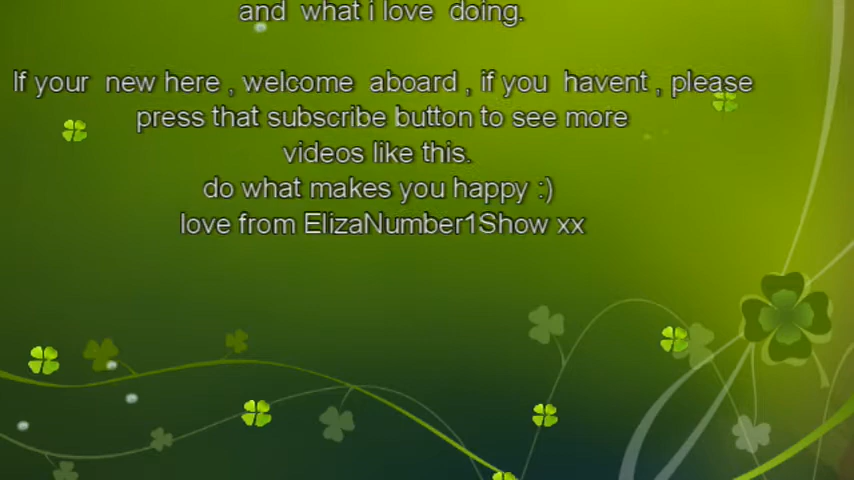 and what i love doing.
If your new here , welcome aboard , if you havent , please
press that subscribe button to see more
videos like this.
do what makes you happy :)
love from ElizaNumber1Show xx